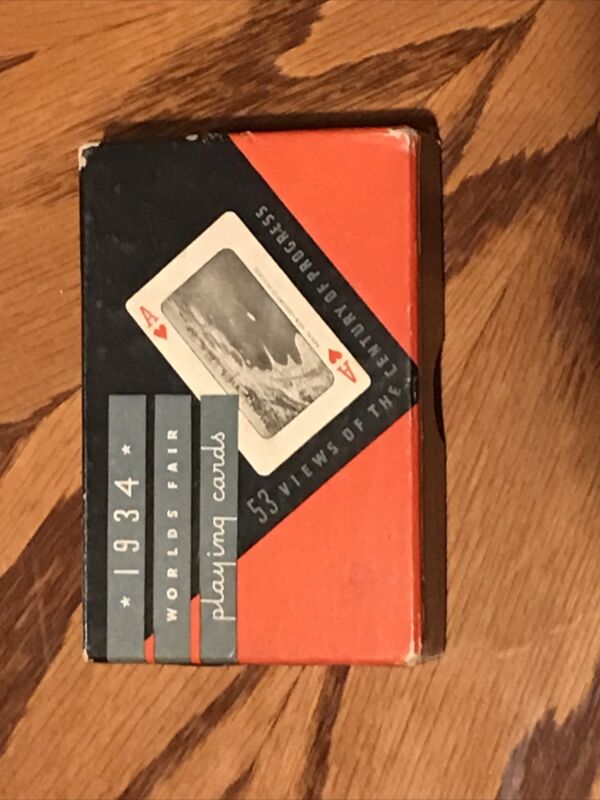 ★ 1934 ★
WORLDS FAIR
playing cards
53 VIEWS OF THE CENTURY OF PROGRESS
A
A